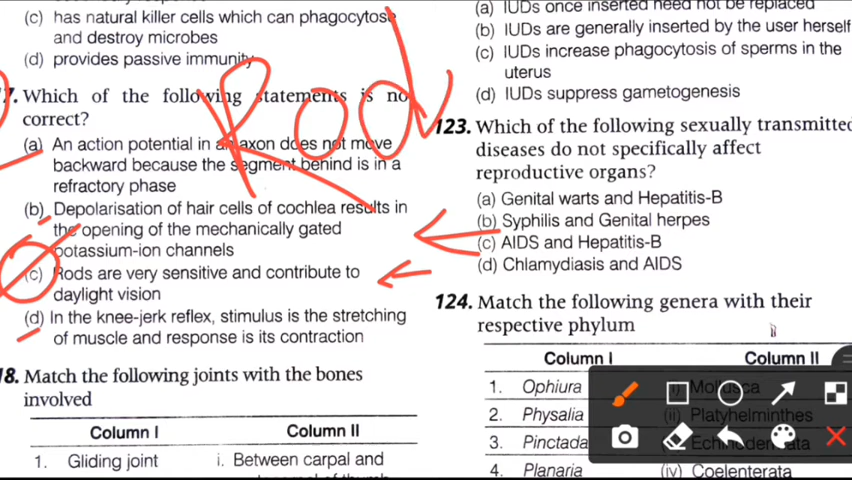 (c) has natural killer cells which can phagocytose
and destroy microbes
(d) provides passive immunity
7. Which of the following statements is not
correct?
(a) An action potential in an axon does not move
backward because the segment behind is in a
refractory phase
(b) Depolarisation of hair cells of cochlea results in
the opening of the mechanically gated
potassium-ion channels
(c) Rods are very sensitive and contribute to
daylight vision
(d) In the knee-jerk reflex, stimulus is the stretching
of muscle and response is its contraction
18. Match the following joints with the bones
involved
Column I Column II
1. Gliding joint i. Between carpal and
Rod
(a) IUDs once inserted need not be replaced
(b) IUDs are generally inserted by the user herself
(c) IUDs increase phagocytosis of sperms in the
uterus
(d) IUDs suppress gametogenesis
123. Which of the following sexually transmitted
diseases do not specifically affect
reproductive organs?
(a) Genital warts and Hepatitis-B
(b) Syphilis and Genital herpes
(c) AIDS and Hepatitis-B
(d) Chlamydiasis and AIDS
124. Match the following genera with their
respective phylum
Column I Column II
1. Ophiura (i) Mollusca
2. Physalia (ii) Platyhelminthes
3. Pinctada Echinodermata
4. Planaria (iv) Coelenterata